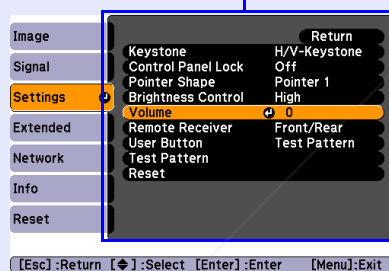 Image
Signal
Settings
Extended
Network
Info
Reset
Return
Keystone H/V-Keystone
Control Panel Lock Off
Pointer Shape Pointer 1
Brightness Control High
Volume 0
Remote Receiver Front/Rear
User Button Test Pattern
Test Pattern
Reset
[Esc] :Return [◆] :Select [Enter] :Enter [Menu]:Exit